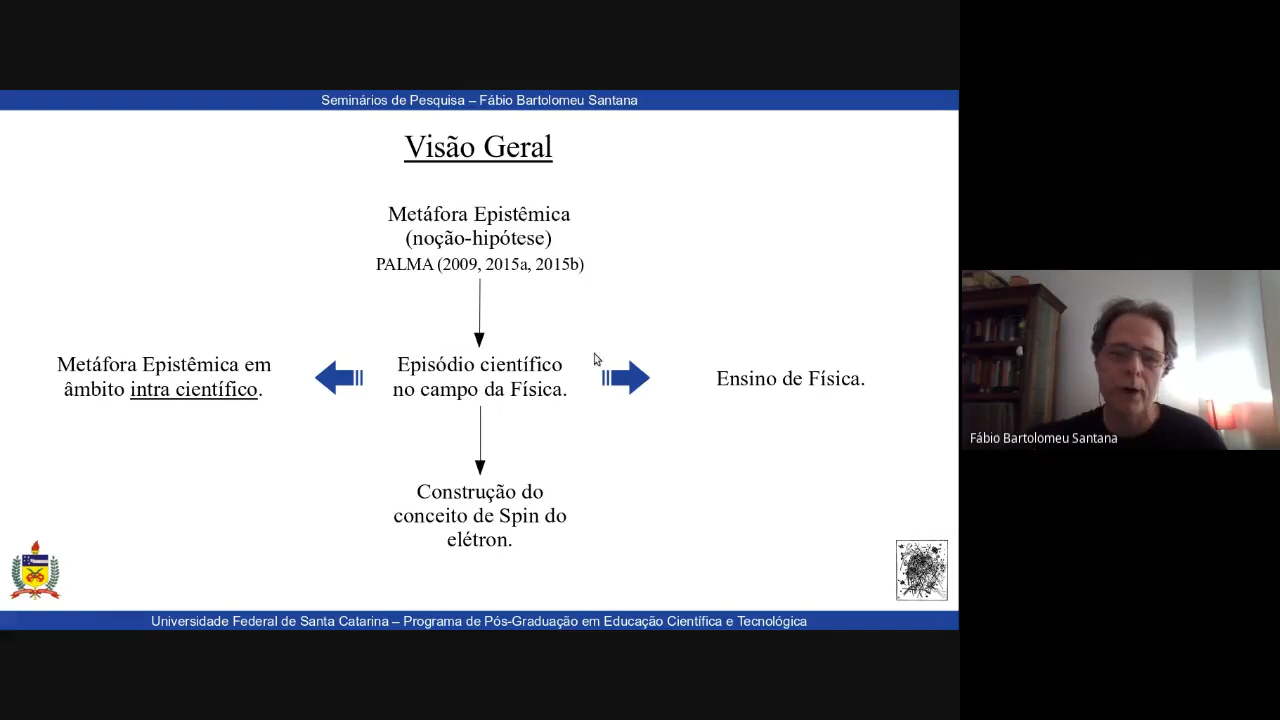 Seminários de Pesquisa – Fábio Bartolomeu Santana
Visão Geral
Metáfora Epistêmica
(noção-hipótese)
PALMA (2009, 2015a, 2015b)
Metáfora Epistêmica em
âmbito intra científico.
Episódio científico
no campo da Física.
Ensino de Física.
Construção do
conceito de Spin do
elétron.
Universidade Federal de Santa Catarina – Programa de Pós-Graduação em Educação Científica e Tecnológica
Fábio Bartolomeu Santana